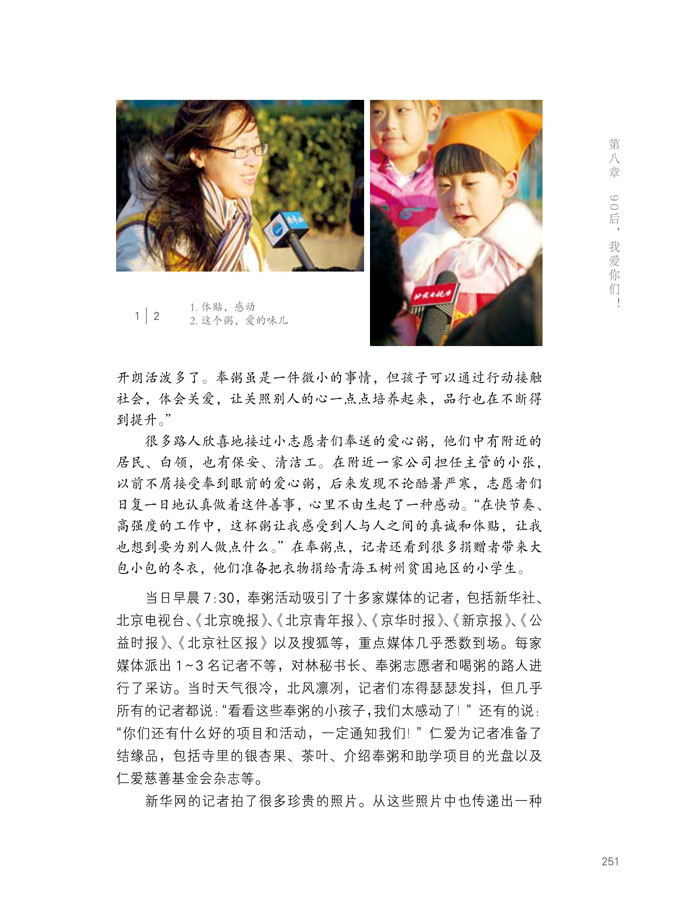 第八章 90后，我爱你们！
1 | 2
1. 体贴，感动
2. 这个粥，爱的味儿
开朗活泼多了。奉粥虽是一件微小的事情，但孩子可以通过行动接触
社会，体会关爱，让关照别人的心一点点培养起来，品行也在不断得
到提升。”
很多路人欣喜地接过小志愿者们奉送的爱心粥，他们中有附近的
居民、白领，也有保安、清洁工。在附近一家公司担任主管的小张，
以前不屑接受奉到眼前的爱心粥，后来发现不论酷暑严寒，志愿者们
日复一日地认真做着这件善事，心里不由生起了一种感动。“在快节奏、
高强度的工作中，这杯粥让我感受到人与人之间的真诚和体贴，让我
也想到要为别人做点什么。”在奉粥点，记者还看到很多捐赠者带来大
包小包的冬衣，他们准备把衣物捐给青海玉树州贫困地区的小学生。
当日早晨 7:30，奉粥活动吸引了十多家媒体的记者，包括新华社、
北京电视台、《北京晚报》、《北京青年报》、《京华时报》、《新京报》、《公
益时报》、《北京社区报》以及搜狐等，重点媒体几乎悉数到场。每家
媒体派出 1~3 名记者不等，对林秘书长、奉粥志愿者和喝粥的路人进
行了采访。当时天气很冷，北风凛冽，记者们冻得瑟瑟发抖，但几乎
所有的记者都说：“看看这些奉粥的小孩子，我们太感动了！”还有的说：
“你们还有什么好的项目和活动，一定通知我们！”仁爱为记者准备了
结缘品，包括寺里的银杏果、茶叶、介绍奉粥和助学项目的光盘以及
仁爱慈善基金会杂志等。
新华网的记者拍了很多珍贵的照片。从这些照片中也传递出一种
251